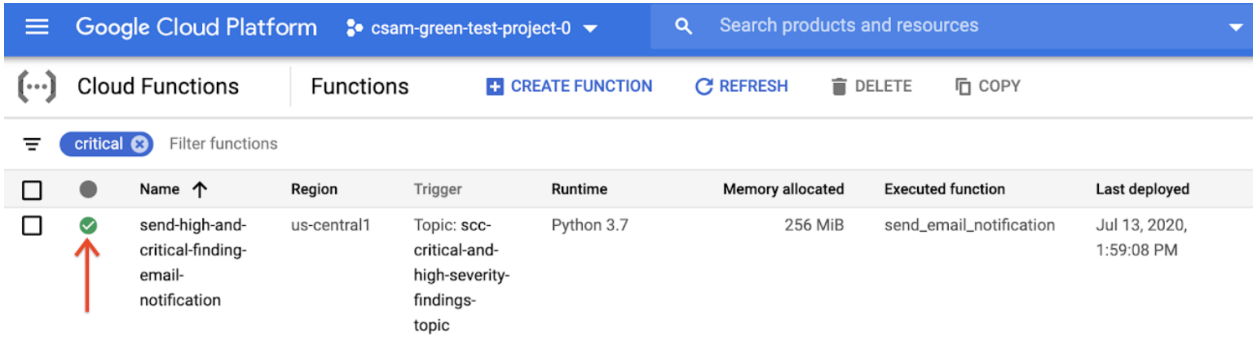 Google Cloud Platform csam-green-test-project-0 Search products and resources
Cloud Functions Functions CREATE FUNCTION REFRESH DELETE COPY
critical Filter functions
Name Region Trigger Runtime Memory allocated Executed function Last deployed
send-high-and- us-central1 Topic: scc- Python 3.7 256 MiB send_email_notification Jul 13, 2020,
critical-finding- critical-and- 1:59:08 PM
email- high-severity-
notification findings-
topic